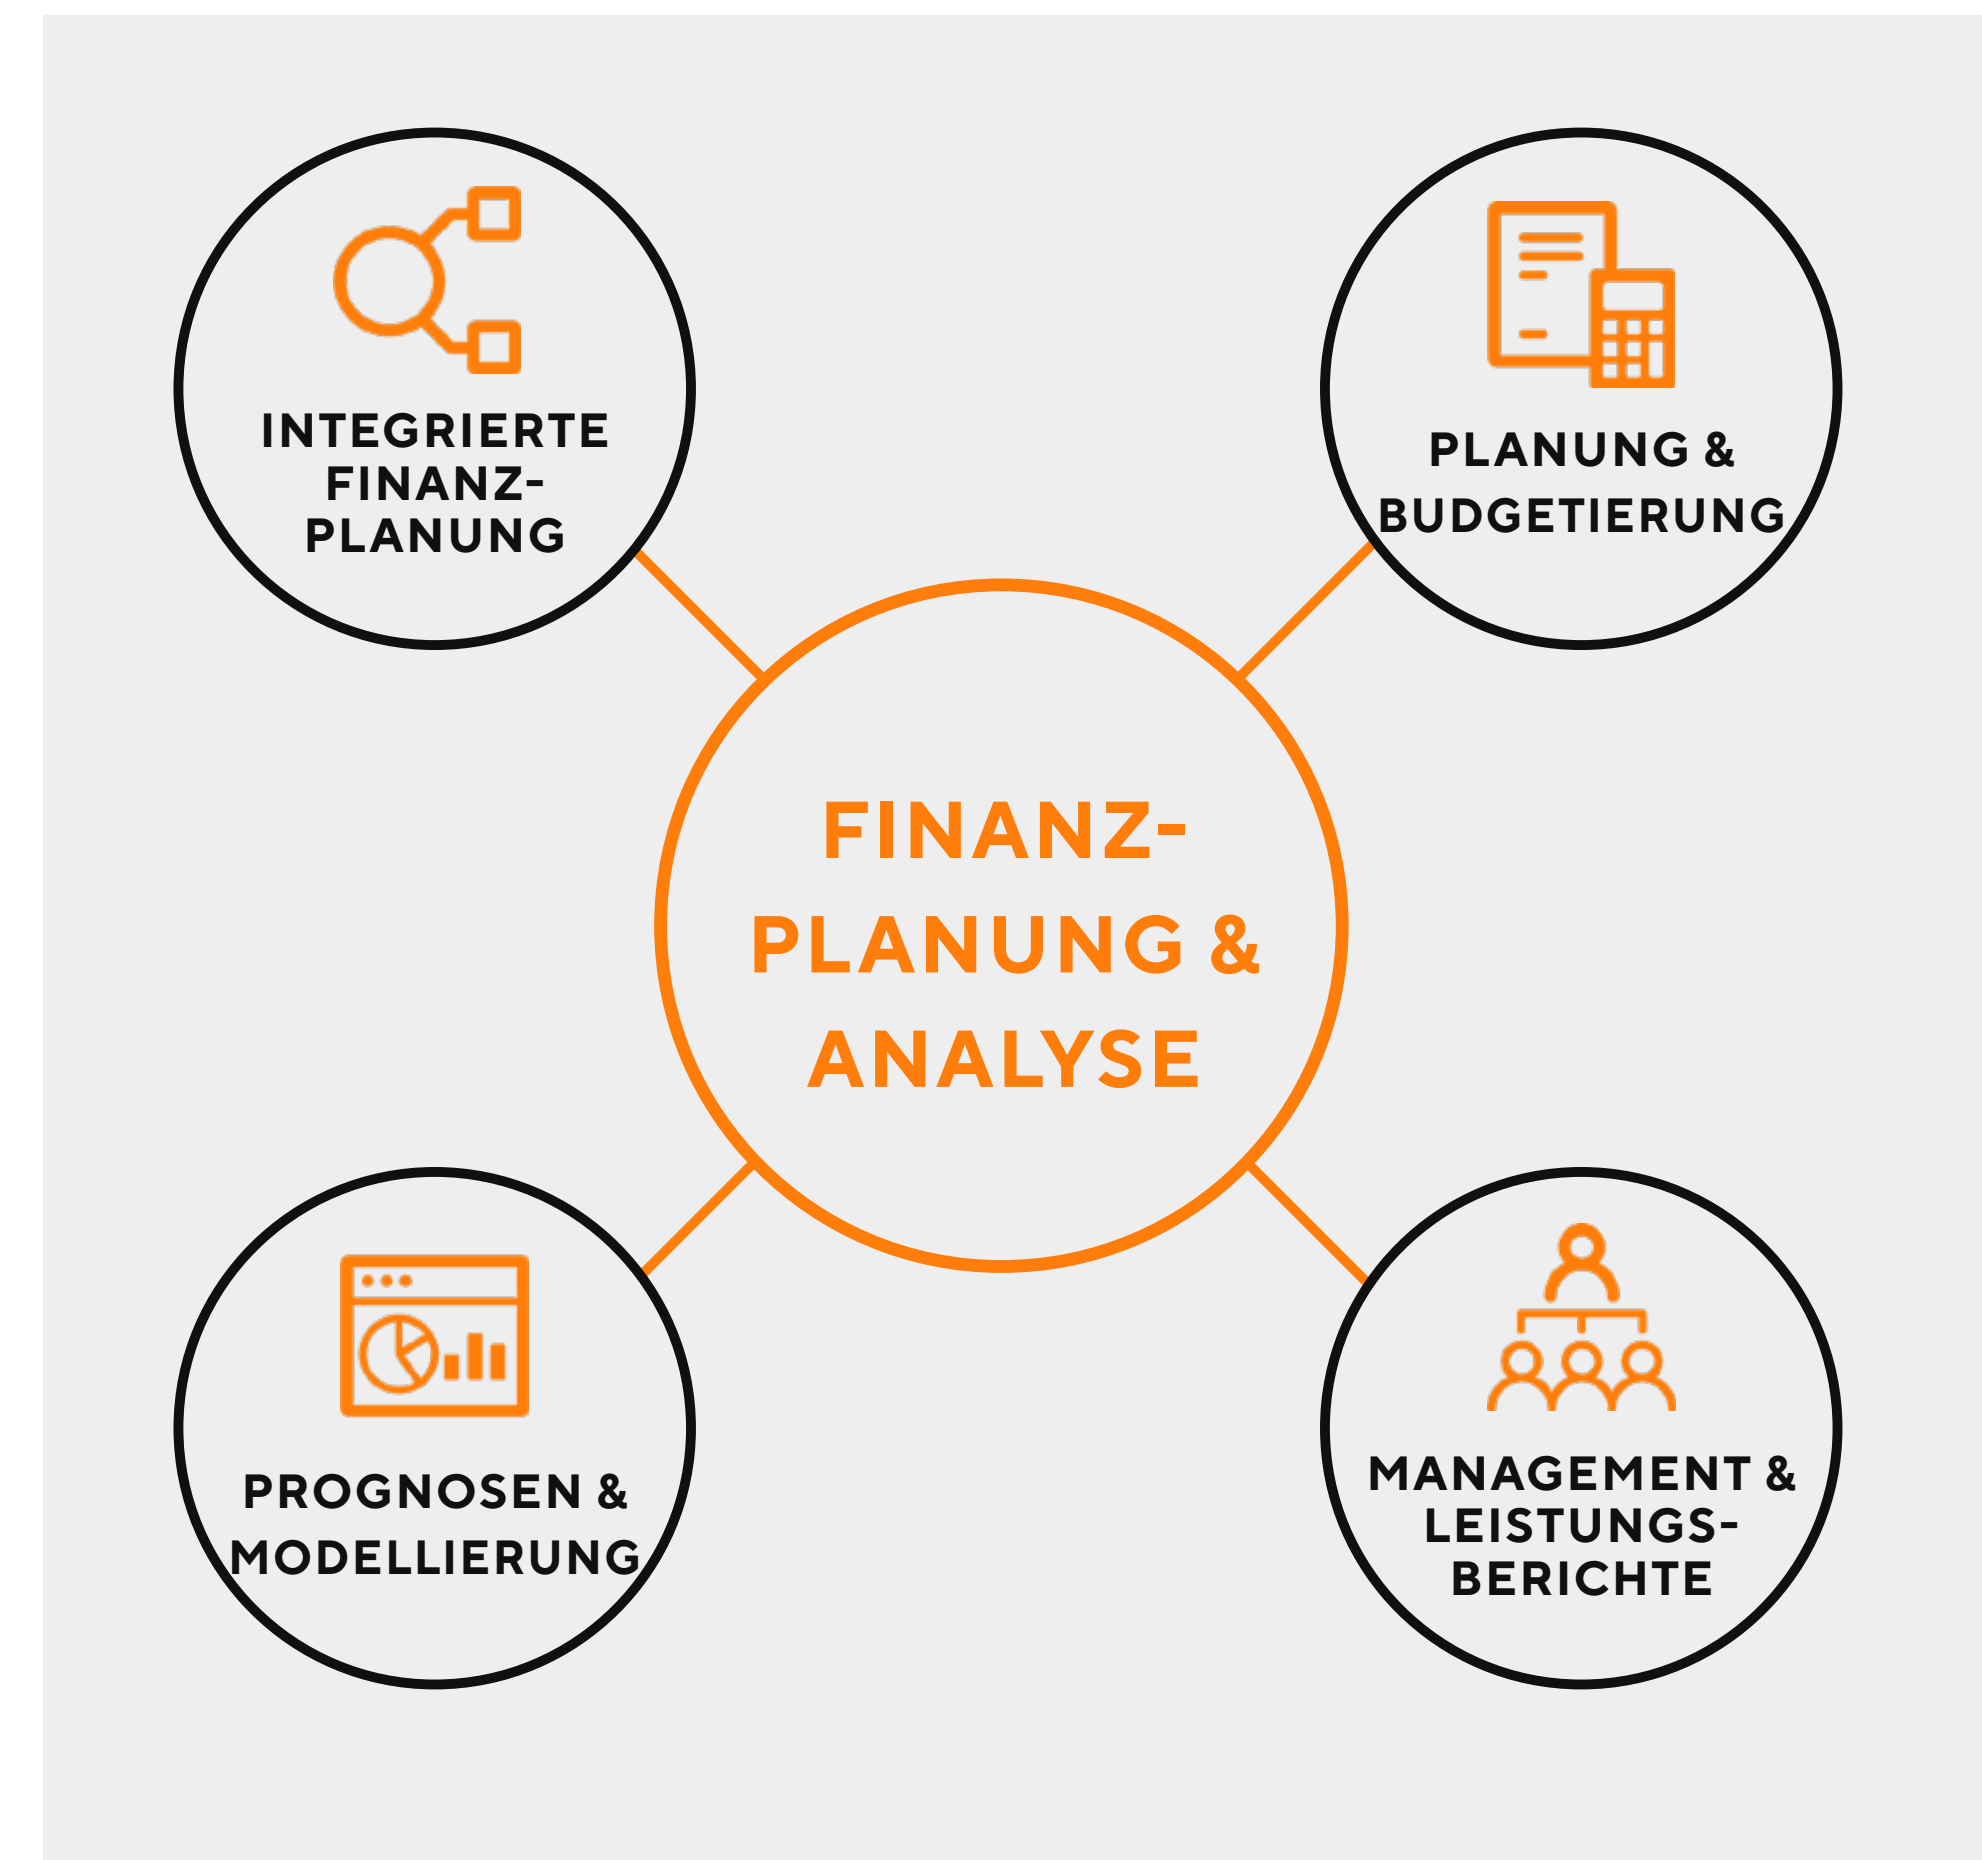 INTEGRIERTE
FINANZ-
PLANUNG
PLANUNG &
BUDGETIERUNG
FINANZ-
PLANUNG &
ANALYSE
PROGNOSEN &
MODELLIERUNG
MANAGEMENT &
LEISTUNGS-
BERICHTE